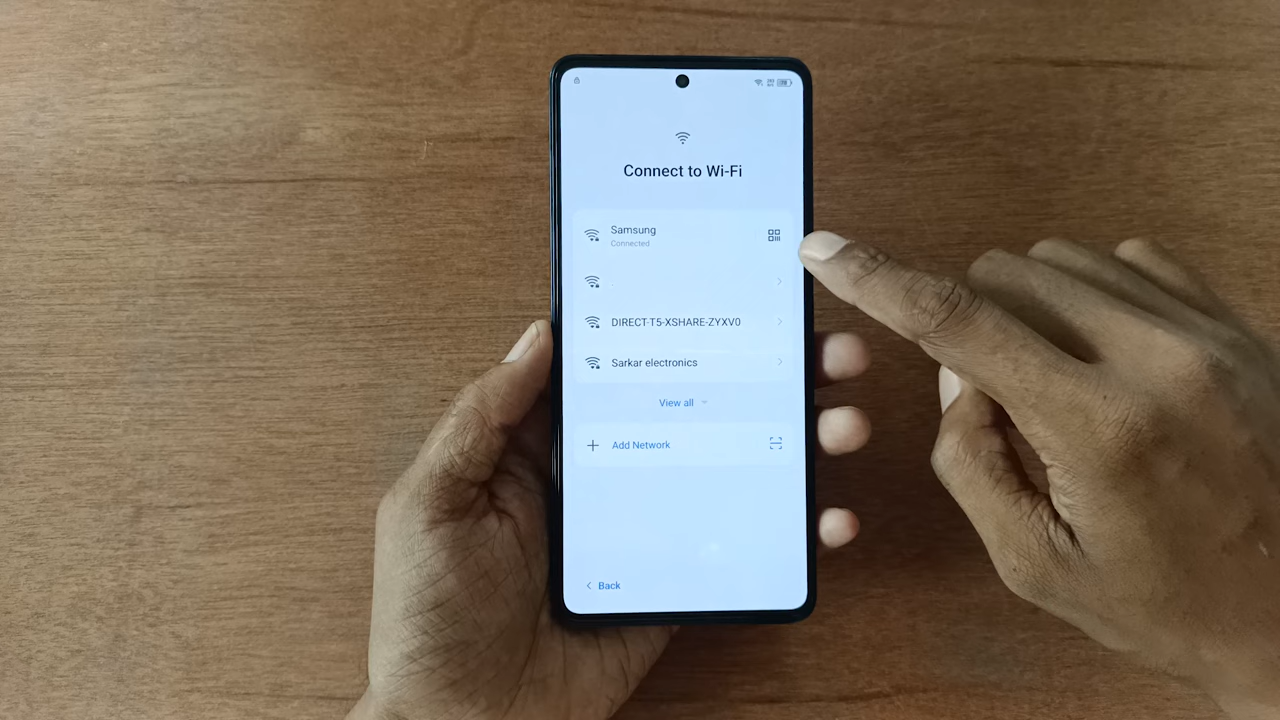 Connect to Wi-Fi
Samsung
Connected
DIRECT-T5-XSHARE-ZYXV0
Sarkar electronics
View all
Add Network
Back